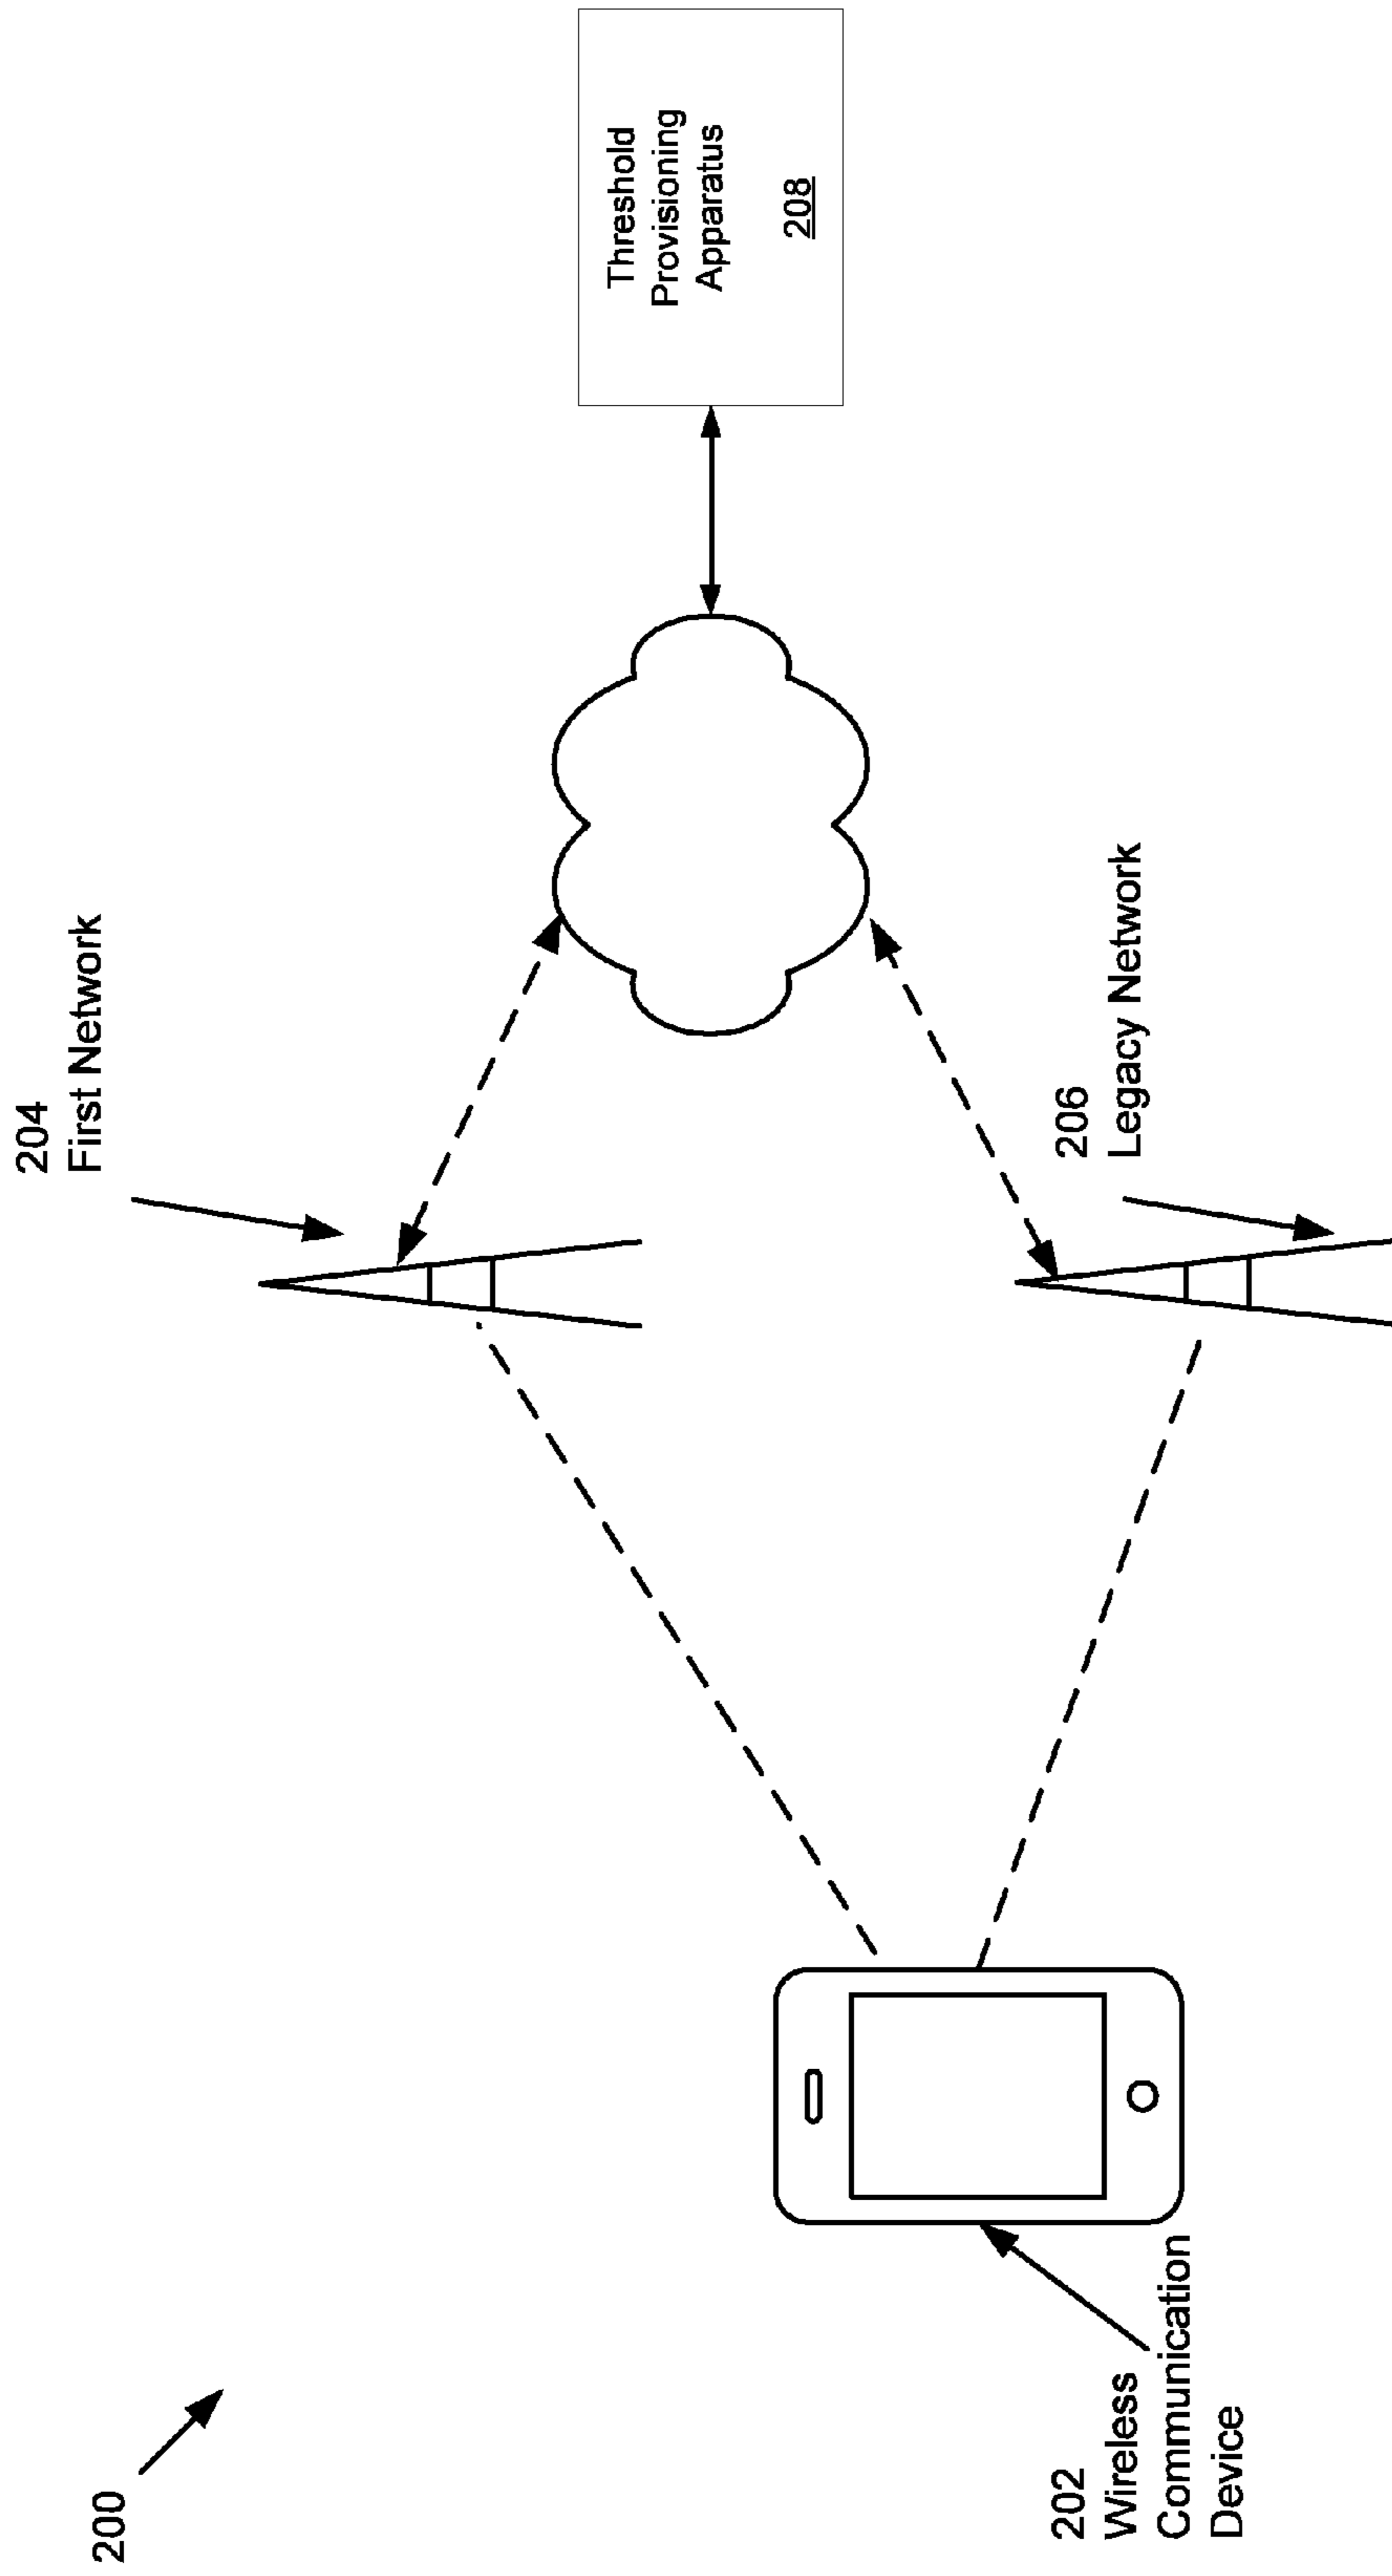 200
202
Wireless
Communication
Device
204
First Network
206
Legacy Network
Threshold
Provisioning
Apparatus
208